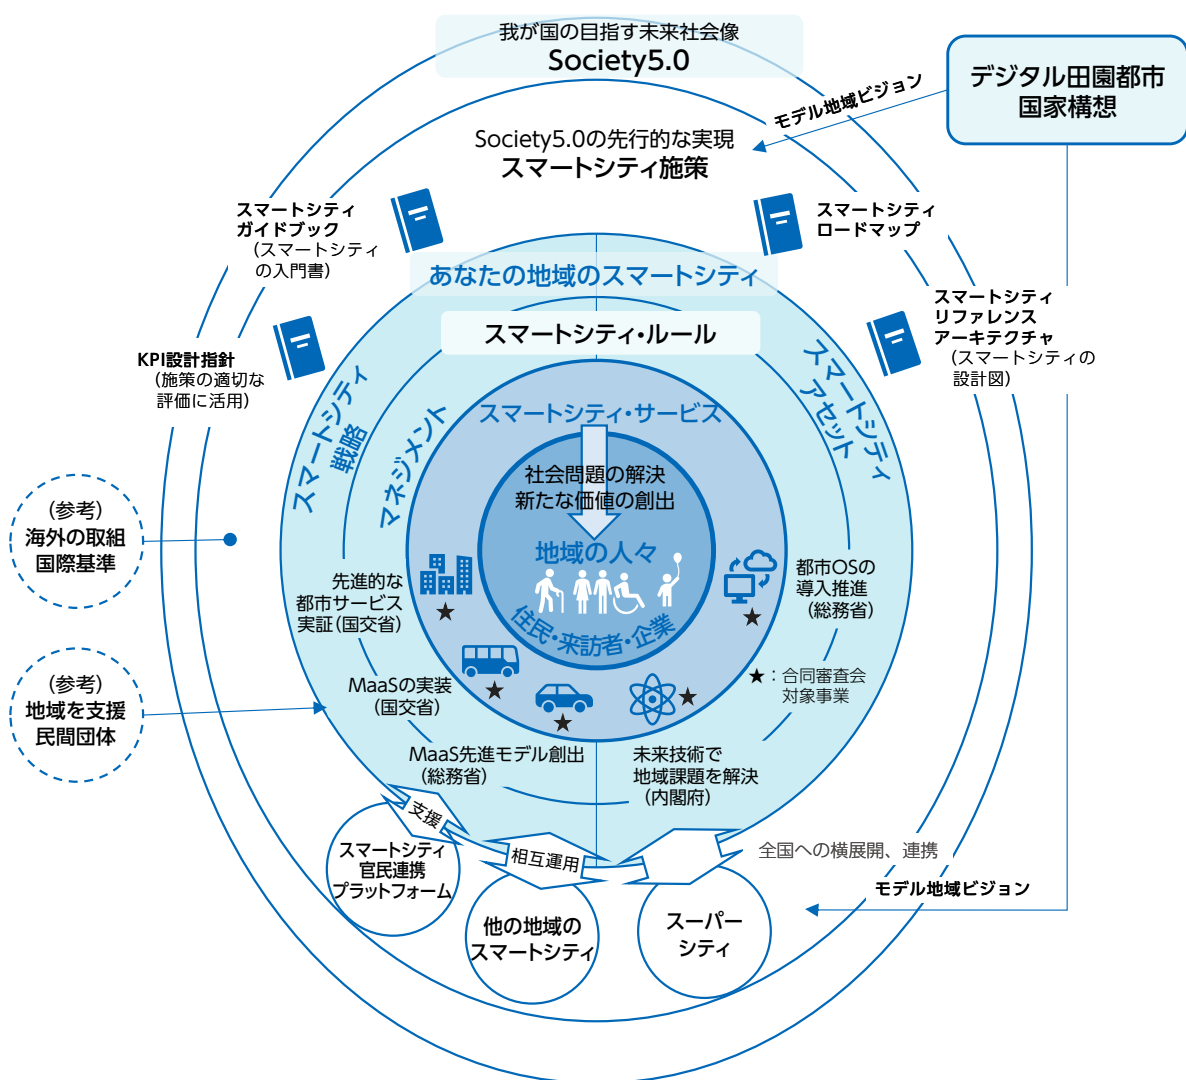 我が国の目指す未来社会像
Society5.0
デジタル田園都市
国家構想
モデル地域ビジョン
Society5.0の先行的な実現
スマートシティ施策
スマートシティ
ガイドブック
(スマートシティ
の入門書)
スマートシティ
ロードマップ
KPI設計指針
(施策の適切な
評価に活用)
スマートシティ
リファレンス
アーキテクチャ
(スマートシティの
設計図)
あなたの地域のスマートシティ
スマートシティ・ルール
スマートシティ
戦略
マネジメント
スマートシティ
アセット
スマートシティ・サービス
社会問題の解決
新たな価値の創出
地域の人々
住民・来訪者・企業
(参考)
海外の取組
国際基準
(参考)
地域を支援
民間団体
先進的な
都市サービス
実証(国交省)
★
都市OSの
導入推進
(総務省)
★
MaaSの実装
(国交省)
★
MaaS先進モデル創出
(総務省)
★
未来技術で
地域課題を解決
(内閣府)
★
★:合同審査会
対象事業
支援
相互運用
全国への横展開、連携
モデル地域ビジョン
スマートシティ
官民連携
プラットフォーム
他の地域の
スマートシティ
スーパー
シティ